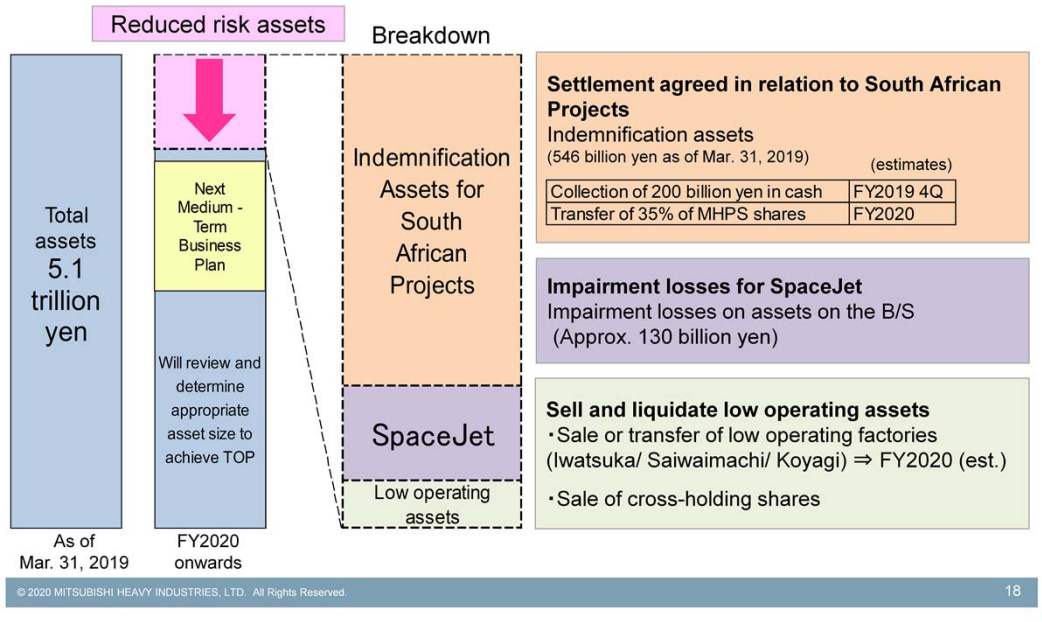 Reduced risk assets
Breakdown
Total
assets
5.1
trillion
yen
As of
Mar. 31, 2019
Next
Medium -
Term
Business
Plan
Will review and
determine
appropriate
asset size to
achieve TOP
FY2020
onwards
Indemnification
Assets for
South
African
Projects
SpaceJet
Low operating
assets
Settlement agreed in relation to South African
Projects
Indemnification assets
(546 billion yen as of Mar. 31, 2019)
(estimates)
Collection of 200 billion yen in cash FY2019 4Q
Transfer of 35% of MHPS shares FY2020
Impairment losses for SpaceJet
Impairment losses on assets on the B/S
(Approx. 130 billion yen)
Sell and liquidate low operating assets
・Sale or transfer of low operating factories
(Iwatsuka/ Saiwaimachi/ Koyagi) ⇒ FY2020 (est.)
・Sale of cross-holding shares
© 2020 MITSUBISHI HEAVY INDUSTRIES, LTD. All Rights Reserved.
18